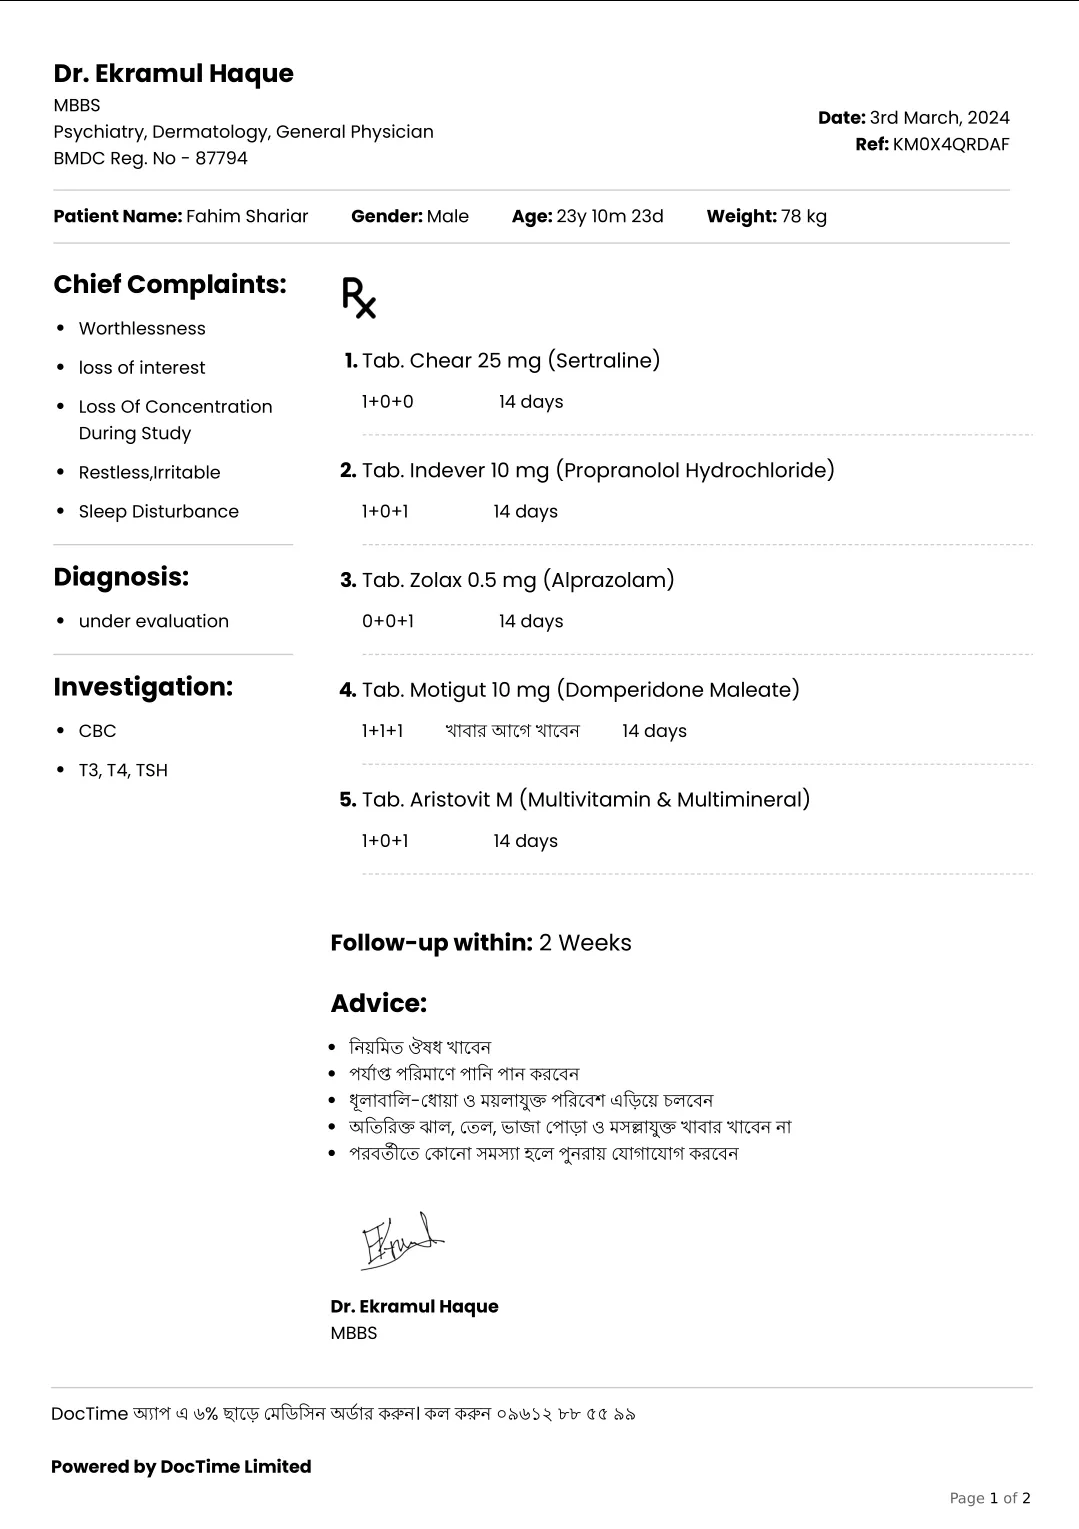 Dr. Ekramul Haque
MBBS
Psychiatry, Dermatology, General Physician
BMDC Reg. No - 87794
Date: 3rd March, 2024
Ref: KM0X4QRDAF
Patient Name: Fahim Shariar Gender: Male Age: 23y 10m 23d Weight: 78 kg
Chief Complaints:
• Worthlessness
• loss of interest
• Loss Of Concentration
During Study
• Restless,Irritable
• Sleep Disturbance
Diagnosis:
• under evaluation
Investigation:
• CBC
• T3, T4, TSH
Rx
1. Tab. Chear 25 mg (Sertraline)
1+0+0 14 days
2. Tab. Indever 10 mg (Propranolol Hydrochloride)
1+0+1 14 days
3. Tab. Zolax 0.5 mg (Alprazolam)
0+0+1 14 days
4. Tab. Motigut 10 mg (Domperidone Maleate)
1+1+1 খাবার আগে খাবেন 14 days
5. Tab. Aristovit M (Multivitamin & Multimineral)
1+0+1 14 days
Follow-up within: 2 Weeks
Advice:
• নিয়মিত ঔষধ খাবেন
• পর্যাপ্ত পরিমাণে পানি পান করবেন
• ধূলাবালি-ধোয়া ও ময়লাযুক্ত পরিবেশ এড়িয়ে চলবেন
• অতিরিক্ত ঝাল, তেল, ভাজা পোড়া ও মসল্লাযুক্ত খাবার খাবেন না
• পরবর্তীতে কোনো সমস্যা হলে পুনরায় যোগাযোগ করবেন
Dr. Ekramul Haque
MBBS
DocTime অ্যাপ এ ৬% ছাড়ে মেডিসিন অর্ডার করুন। কল করুন ০৯৬১২ ৮৮ ৫৫ ৯৯
Powered by DocTime Limited
Page 1 of 2